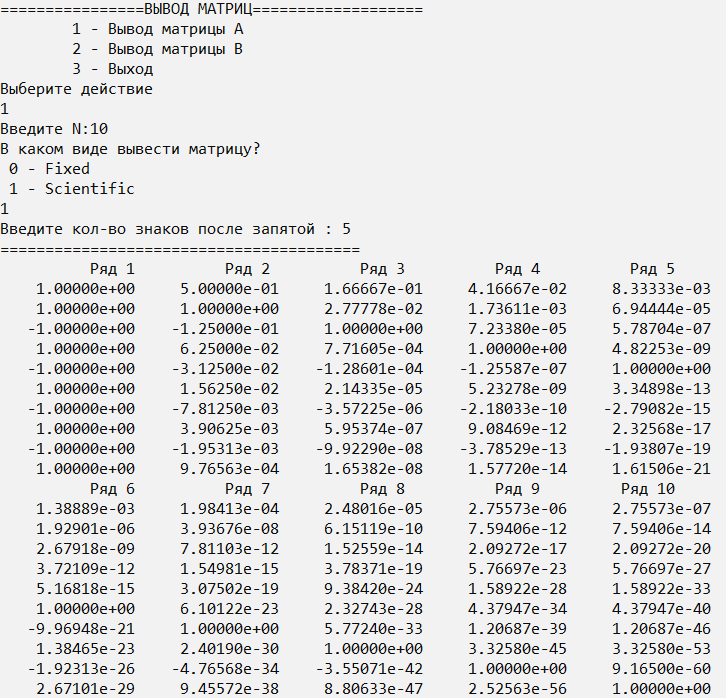 ================ВЫВОД МАТРИЦ===================
1 - Вывод матрицы A
2 - Вывод матрицы B
3 - Выход
Выберите действие
1
Введите N:10
В каком виде вывести матрицу?
0 - Fixed
1 - Scientific
1
Введите кол-во знаков после запятой : 5
========================================
Ряд 1 Ряд 2 Ряд 3 Ряд 4 Ряд 5
1.00000e+00 5.00000e-01 1.66667e-01 4.16667e-02 8.33333e-03
1.00000e+00 1.00000e+00 2.77778e-02 1.73611e-03 6.94444e-05
-1.00000e+00 -1.25000e-01 1.00000e+00 7.23380e-05 5.78704e-07
1.00000e+00 6.25000e-02 7.71605e-04 1.00000e+00 4.82253e-09
-1.00000e+00 -3.12500e-02 -1.28601e-04 -1.25587e-07 1.00000e+00
1.00000e+00 1.56250e-02 2.14335e-05 5.23278e-09 3.34898e-13
-1.00000e+00 -7.81250e-03 -3.57225e-06 -2.18033e-10 -2.79082e-15
1.00000e+00 3.90625e-03 5.95374e-07 9.08469e-12 2.32568e-17
-1.00000e+00 -1.95313e-03 -9.92290e-08 -3.78529e-13 -1.93807e-19
1.00000e+00 9.76563e-04 1.65382e-08 1.57720e-14 1.61506e-21
Ряд 6 Ряд 7 Ряд 8 Ряд 9 Ряд 10
1.38889e-03 1.98413e-04 2.48016e-05 2.75573e-06 2.75573e-07
1.92901e-06 3.93676e-08 6.15119e-10 7.59406e-12 7.59406e-14
2.67918e-09 7.81103e-12 1.52559e-14 2.09272e-17 2.09272e-20
3.72109e-12 1.54981e-15 3.78371e-19 5.76697e-23 5.76697e-27
5.16818e-15 3.07502e-19 9.38420e-24 1.58922e-28 1.58922e-33
1.00000e+00 6.10122e-23 2.32743e-28 4.37947e-34 4.37947e-40
-9.96948e-21 1.00000e+00 5.77240e-33 1.20687e-39 1.20687e-46
1.38465e-23 2.40190e-30 1.00000e+00 3.32580e-45 3.32580e-53
-1.92313e-26 -4.76568e-34 -3.55071e-42 1.00000e+00 9.16500e-60
2.67101e-29 9.45572e-38 8.80633e-47 2.52563e-56 1.00000e+00